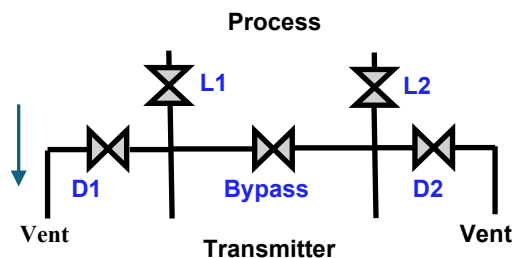 Process
L1
L2
D1
Bypass
D2
Vent
Transmitter
Vent